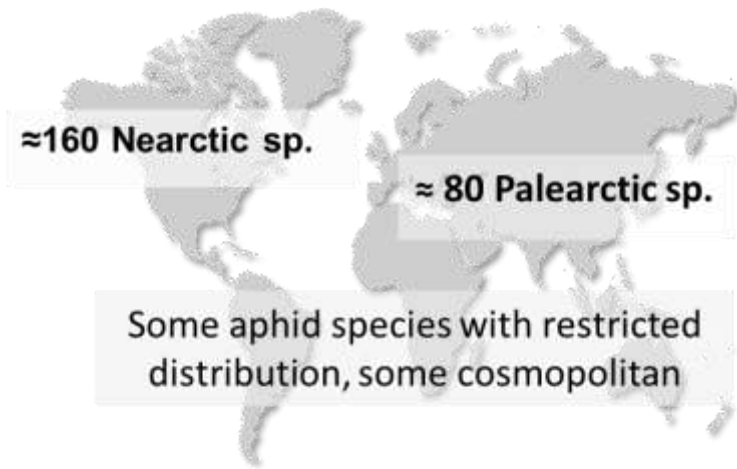 ≈160 Nearctic sp.
≈ 80 Palearctic sp.
Some aphid species with restricted
distribution, some cosmopolitan